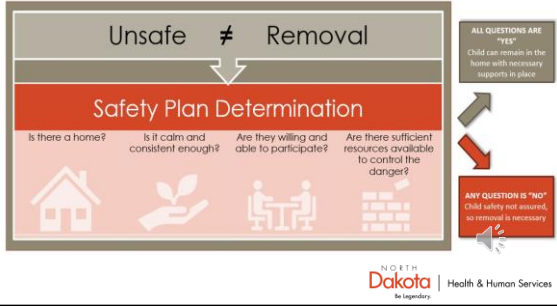 Unsafe ≠ Removal
Safety Plan Determination
Is there a home?
Is it calm and
consistent enough?
Are they willing and
able to participate?
Are there sufficient
resources available
to control the
danger?
ALL QUESTIONS ARE
"YES"
Child can remain in the
home with necessary
supports in place
ANY QUESTION IS "NO"
Child safety not assured,
so removal is necessary
NORTH
Dakota
Be Legendary.
Health & Human Services